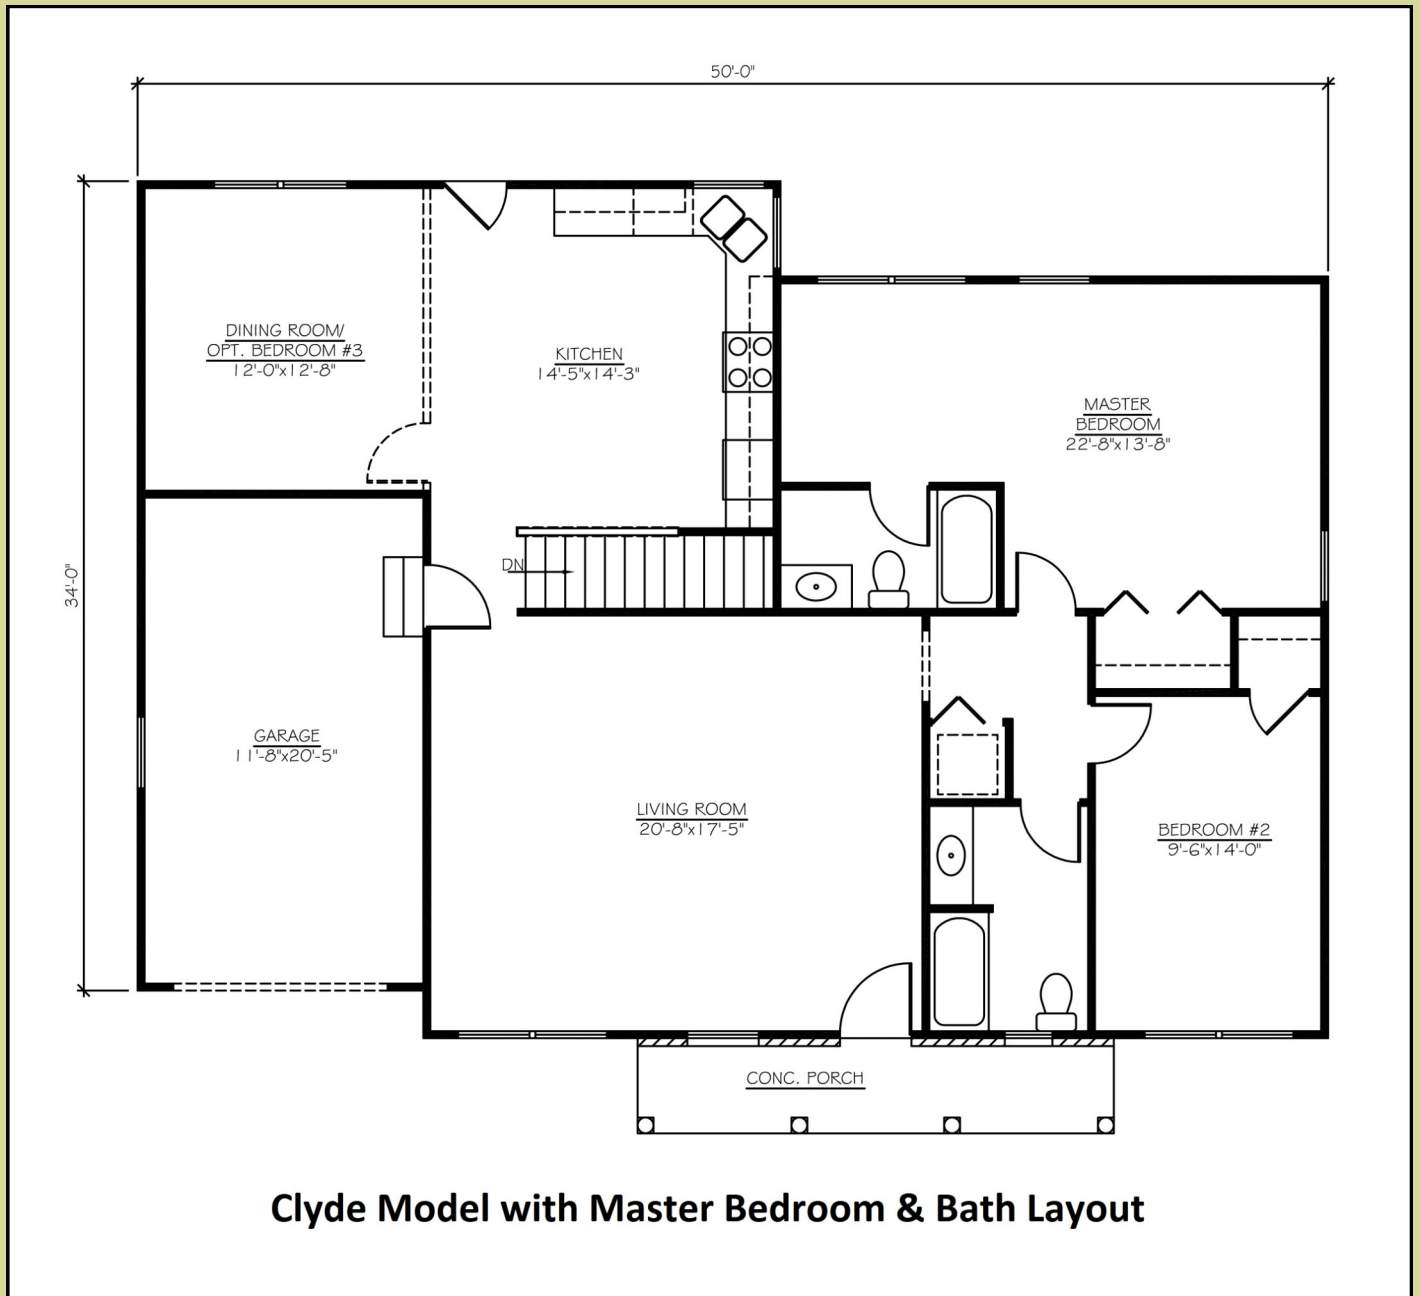 50'-0"
34'-0"
DINING ROOM/
OPT. BEDROOM #3
12'-0"x12'-8"
KITCHEN
14'-5"x14'-3"
MASTER
BEDROOM
22'-8"x13'-8"
DN
GARAGE
11'-8"x20'-5"
LIVING ROOM
20'-8"x17'-5"
BEDROOM #2
9'-6"x14'-0"
CONC. PORCH
Clyde Model with Master Bedroom & Bath Layout